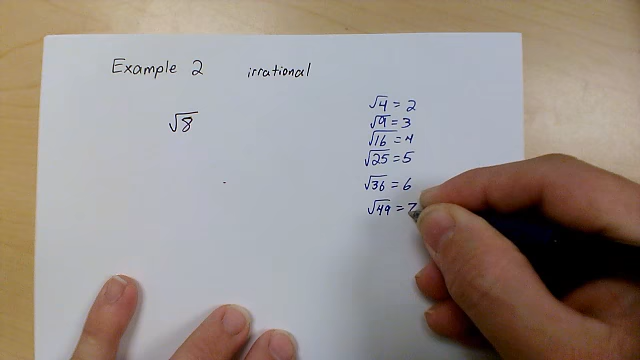 Example 2 irrational
√8
√4 = 2
√9 = 3
√16 = 4
√25 = 5
√36 = 6
√49 = 7